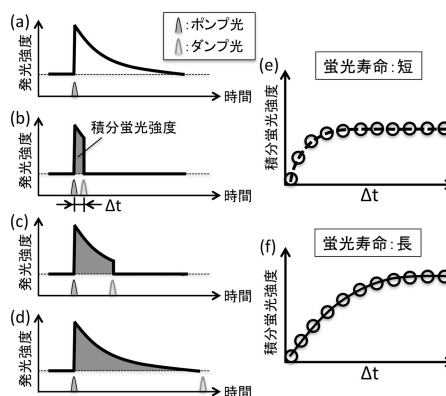 (a)
発光強度
時間
:ポンプ光
:ダンプ光
(b)
発光強度
積分蛍光強度
時間
Δt
(c)
発光強度
時間
(d)
発光強度
時間
(e)
蛍光寿命:短
積分蛍光強度
Δt
(f)
蛍光寿命:長
積分蛍光強度
Δt